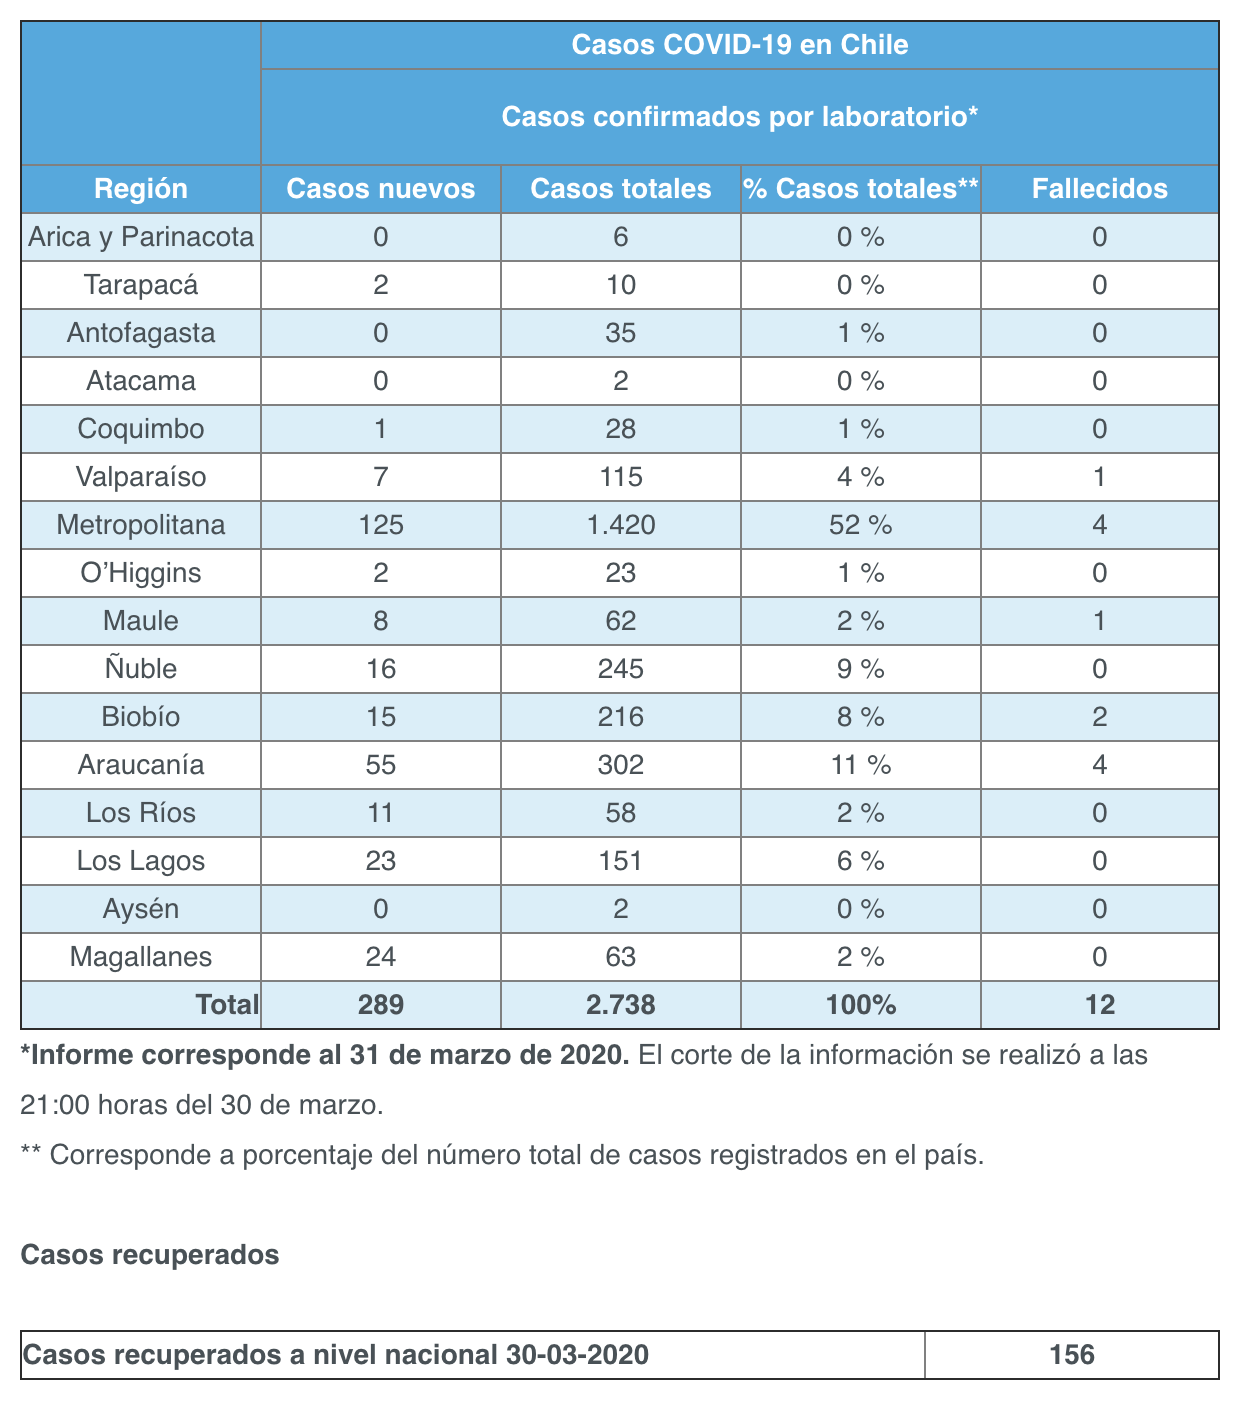 Casos COVID-19 en Chile
Casos confirmados por laboratorio*
Región Casos nuevos Casos totales % Casos totales** Fallecidos
Arica y Parinacota 0 6 0 % 0
Tarapacá 2 10 0 % 0
Antofagasta 0 35 1 % 0
Atacama 0 2 0 % 0
Coquimbo 1 28 1 % 0
Valparaíso 7 115 4 % 1
Metropolitana 125 1.420 52 % 4
O’Higgins 2 23 1 % 0
Maule 8 62 2 % 1
Ñuble 16 245 9 % 0
Biobío 15 216 8 % 2
Araucanía 55 302 11 % 4
Los Ríos 11 58 2 % 0
Los Lagos 23 151 6 % 0
Aysén 0 2 0 % 0
Magallanes 24 63 2 % 0
Total 289 2.738 100% 12
*Informe corresponde al 31 de marzo de 2020. El corte de la información se realizó a las
21:00 horas del 30 de marzo.
** Corresponde a porcentaje del número total de casos registrados en el país.
Casos recuperados
Casos recuperados a nivel nacional 30-03-2020 156